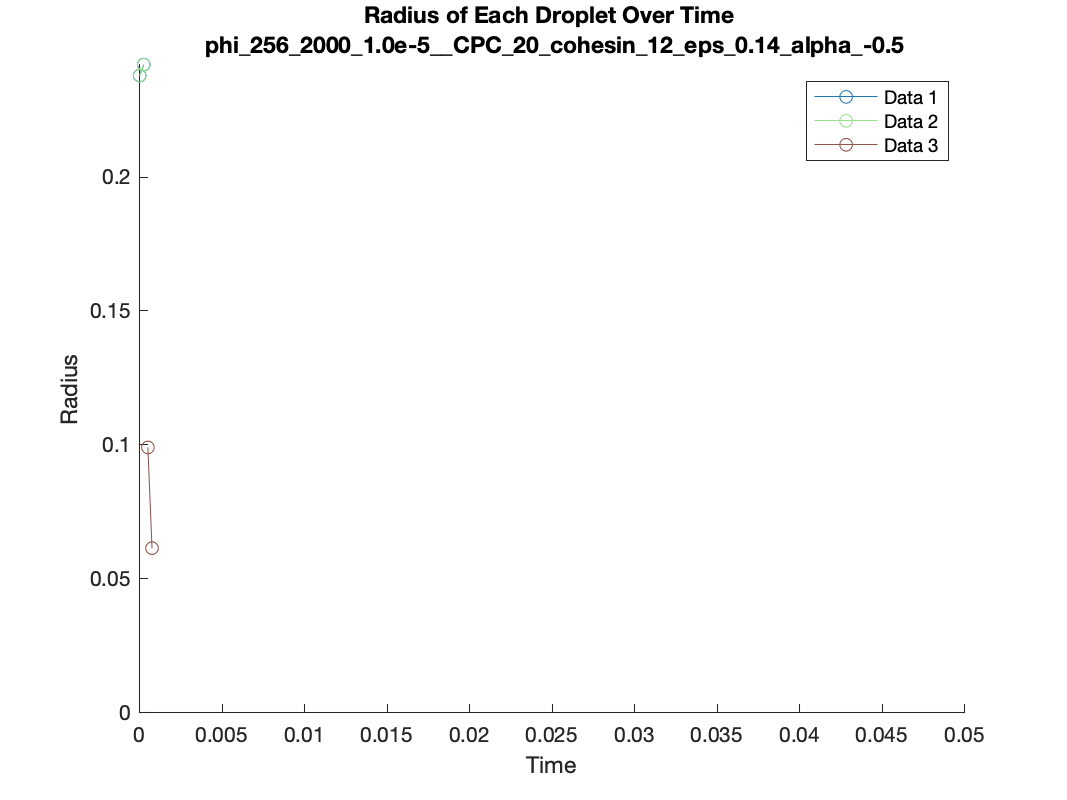 Radius of Each Droplet Over Time
phi_256_2000_1.0e-5__CPC_20_cohesin_12_eps_0.14_alpha_-0.5
Data 1
Data 2
Data 3
0.2
0.15
0.1
0.05
0
Radius
0 0.005 0.01 0.015 0.02 0.025 0.03 0.035 0.04 0.045 0.05
Time